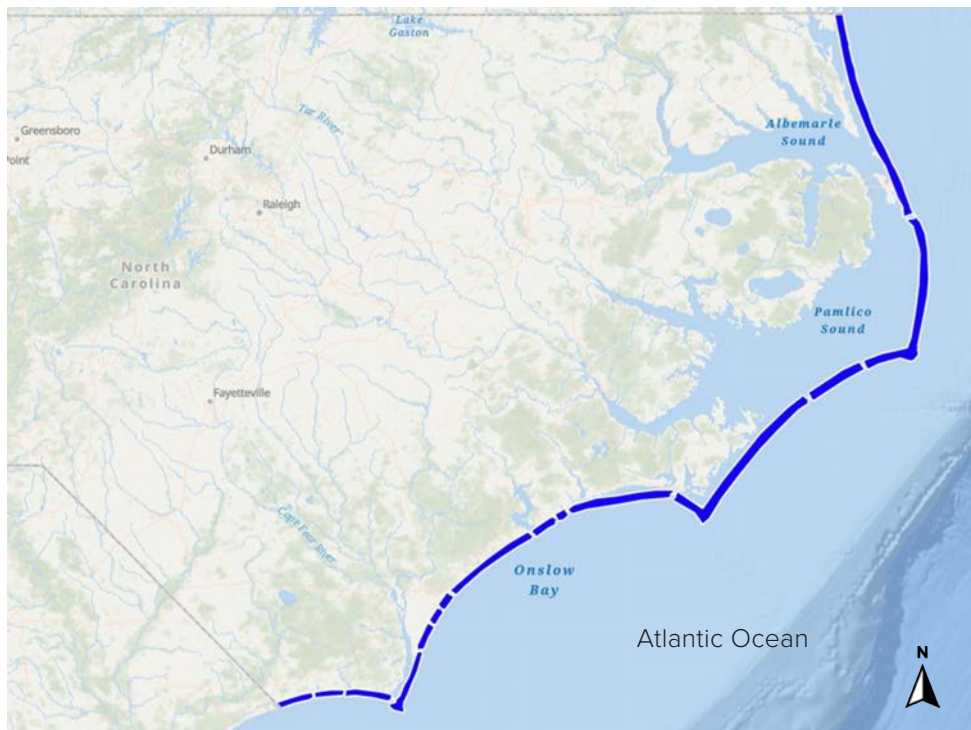 Lake
Gaston
Tar River
Albemarle
Sound
Greensboro
Point
Durham
Raleigh
North
Carolina
Pamlico
Sound
Fayetteville
Cape Fear River
Onslow
Bay
Atlantic Ocean
N